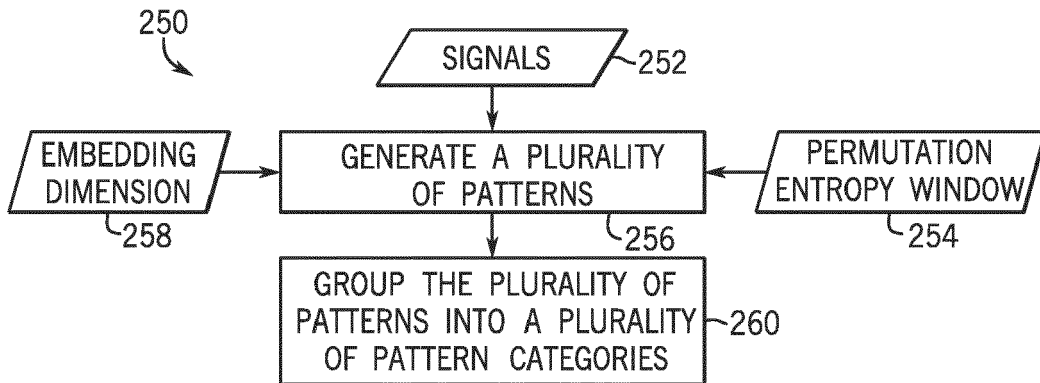 250
SIGNALS
252
EMBEDDING
DIMENSION
258
GENERATE A PLURALITY
OF PATTERNS
256
PERMUTATION
ENTROPY WINDOW
254
GROUP THE PLURALITY OF
PATTERNS INTO A PLURALITY
OF PATTERN CATEGORIES
260